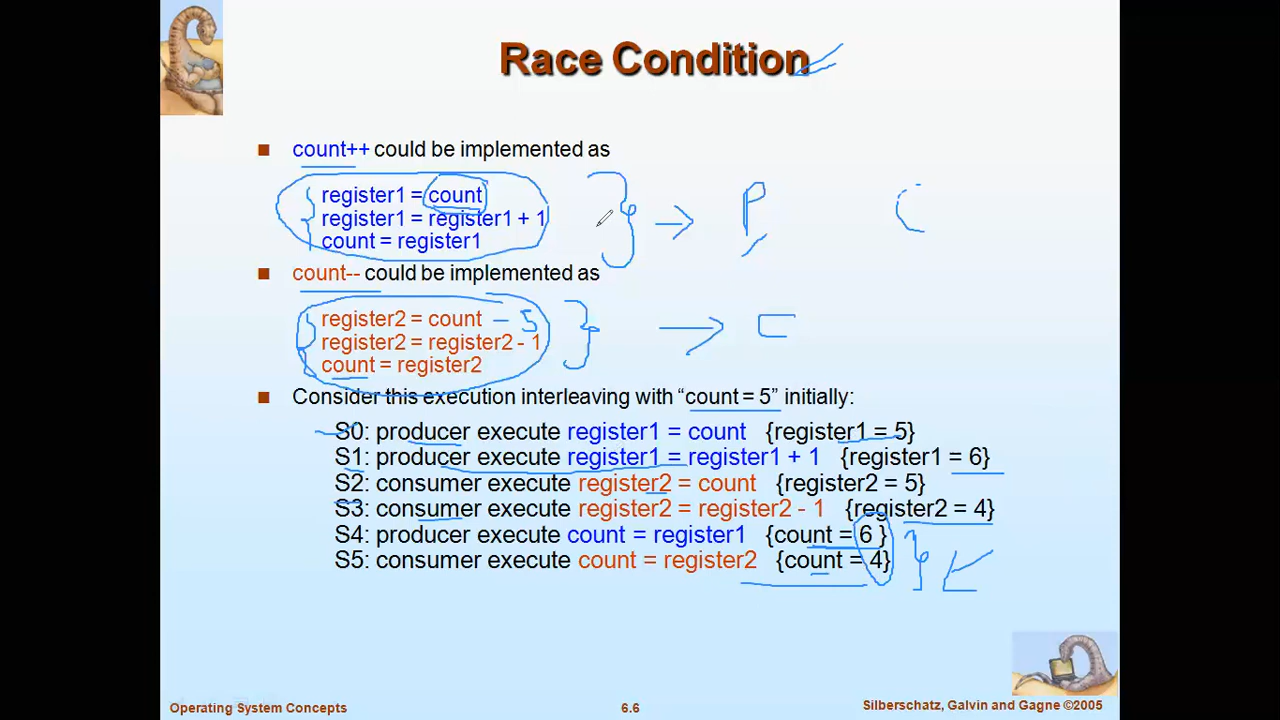 Race Condition
count++ could be implemented as
register1 = count
register1 = register1 + 1
count = register1
P
C
count-- could be implemented as
register2 = count - 5
register2 = register2 - 1
count = register2
C
Consider this execution interleaving with “count = 5” initially:
S0: producer execute register1 = count {register1 = 5}
S1: producer execute register1 = register1 + 1 {register1 = 6}
S2: consumer execute register2 = count {register2 = 5}
S3: consumer execute register2 = register2 - 1 {register2 = 4}
S4: producer execute count = register1 {count = 6 }
S5: consumer execute count = register2 {count = 4}
Operating System Concepts
6.6
Silberschatz, Galvin and Gagne ©2005